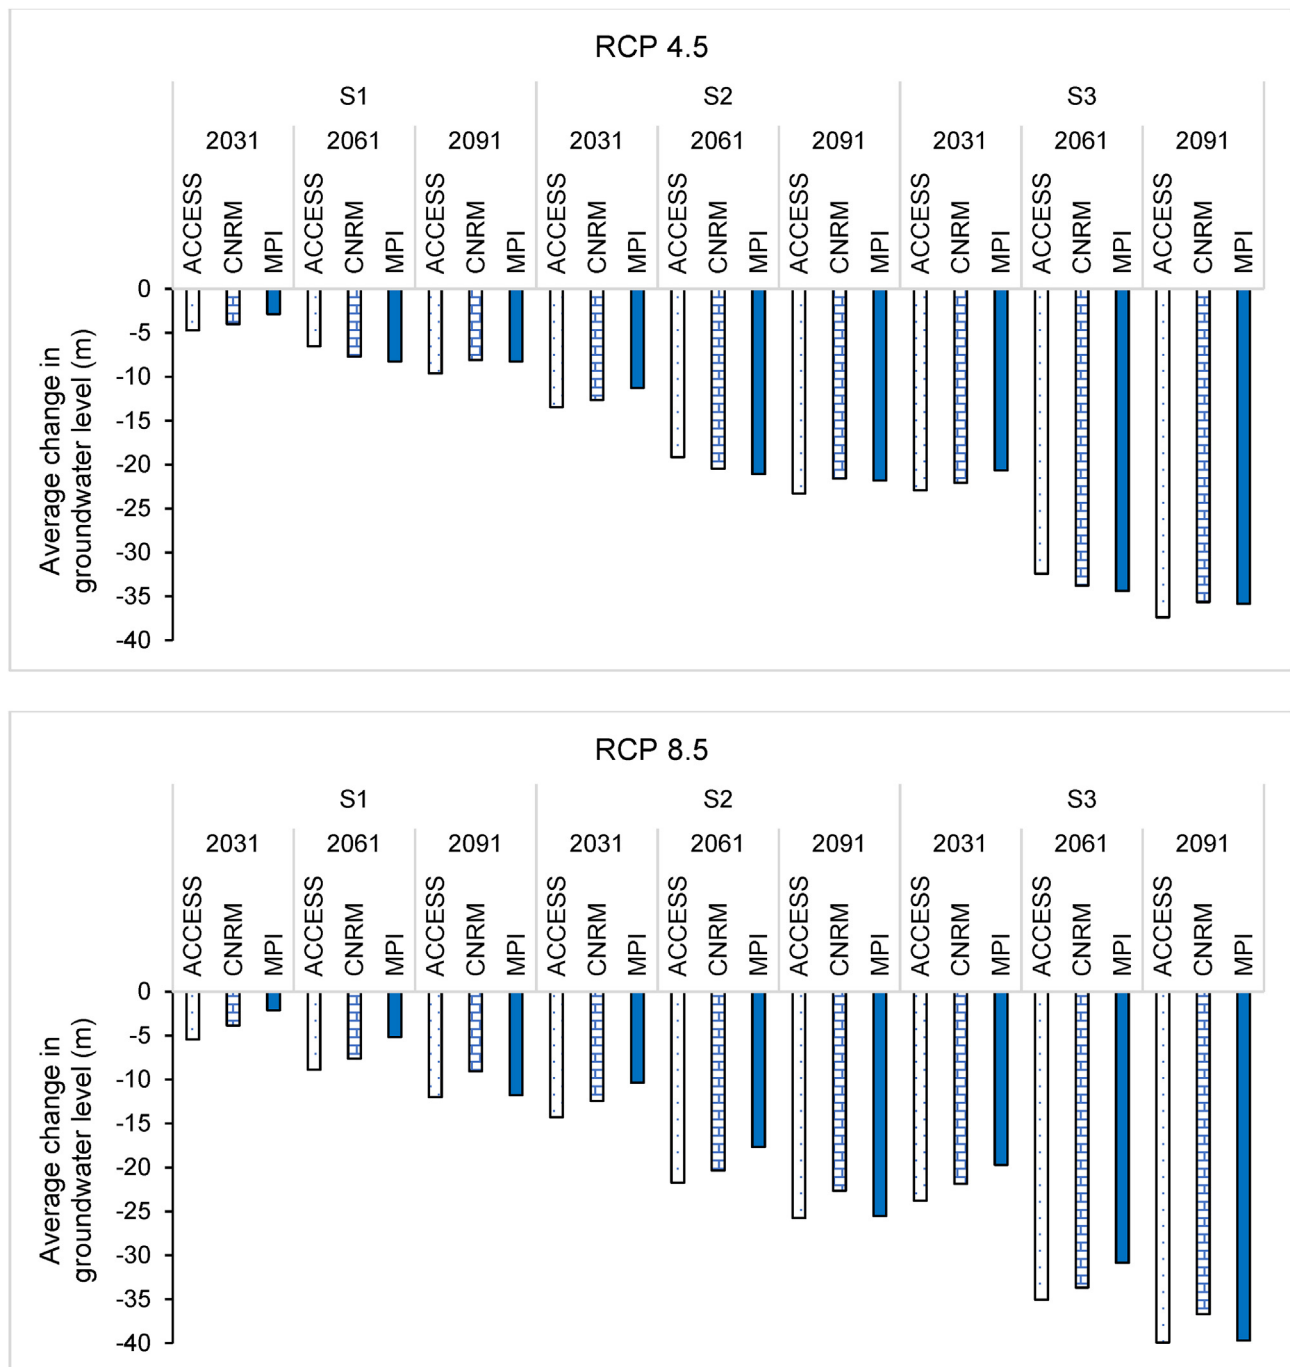 RCP 4.5
S1 S2 S3
2031 2061 2091 2031 2061 2091 2031 2061 2091
ACCESS CNRM MPI ACCESS CNRM MPI ACCESS CNRM MPI ACCESS CNRM MPI ACCESS CNRM MPI ACCESS CNRM MPI ACCESS CNRM MPI ACCESS CNRM MPI ACCESS CNRM MPI
0
-5
-10
-15
-20
-25
-30
-35
-40
Average change in
groundwater level (m)
RCP 8.5
S1 S2 S3
2031 2061 2091 2031 2061 2091 2031 2061 2091
ACCESS CNRM MPI ACCESS CNRM MPI ACCESS CNRM MPI ACCESS CNRM MPI ACCESS CNRM MPI ACCESS CNRM MPI ACCESS CNRM MPI ACCESS CNRM MPI ACCESS CNRM MPI
0
-5
-10
-15
-20
-25
-30
-35
-40
Average change in
groundwater level (m)